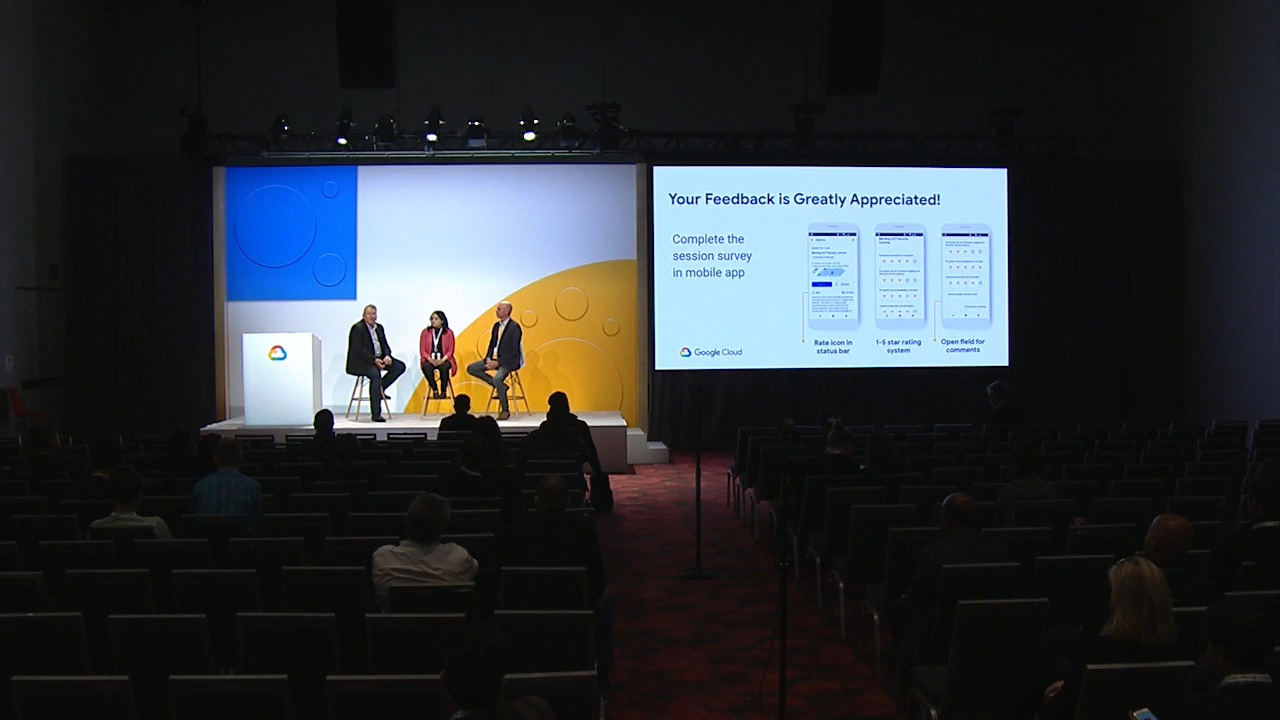 Your Feedback is Greatly Appreciated!
Complete the
session survey
in mobile app
Rate icon in
status bar
1-5 star rating
system
Open field for
comments
Google Cloud